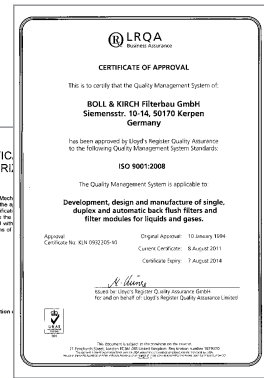 LRQA
Business Assurance
CERTIFICATE OF APPROVAL
This is to certify that the Quality Management System of:
BOLL & KIRCH Filterbau GmbH
Siemensstr. 10-14, 50170 Kerpen
Germany
has been approved by Lloyd's Register Quality Assurance
to the following Quality Management System Standards:
ISO 9001:2008
The Quality Management System is applicable to
Development, design and manufacture of single,
duplex and automatic back flush filters and
filter modules for liquids and gases.
Approval
Certificate No: KLN 0932205-V0
Original Approval: 10 January 1994
Current Certificate: 8 August 2011
Certificate Expiry: 7 August 2014
Issued by: Lloyd's Register Quality Assurance GmbH
for and on behalf of: Lloyd's Register Quality Assurance Limited
UKAS